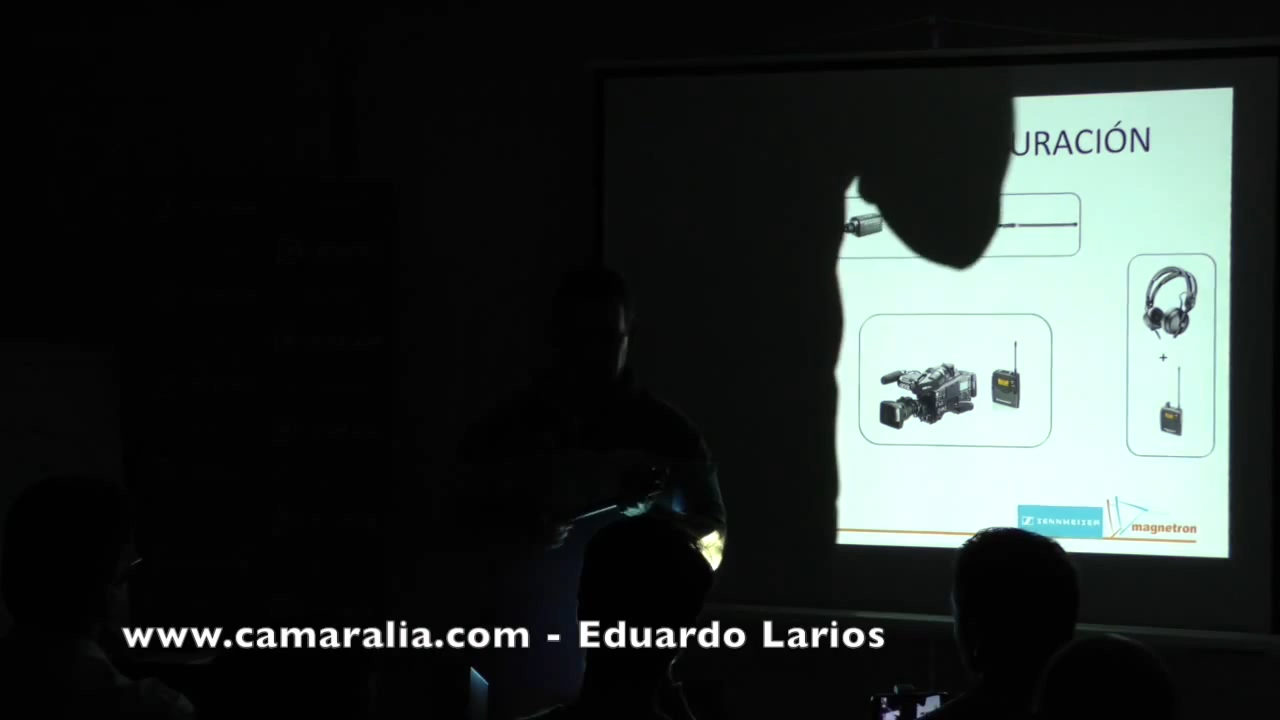 URACIÓN
+
SENNHEISER
magnetron
www.camaralia.com - Eduardo Larios